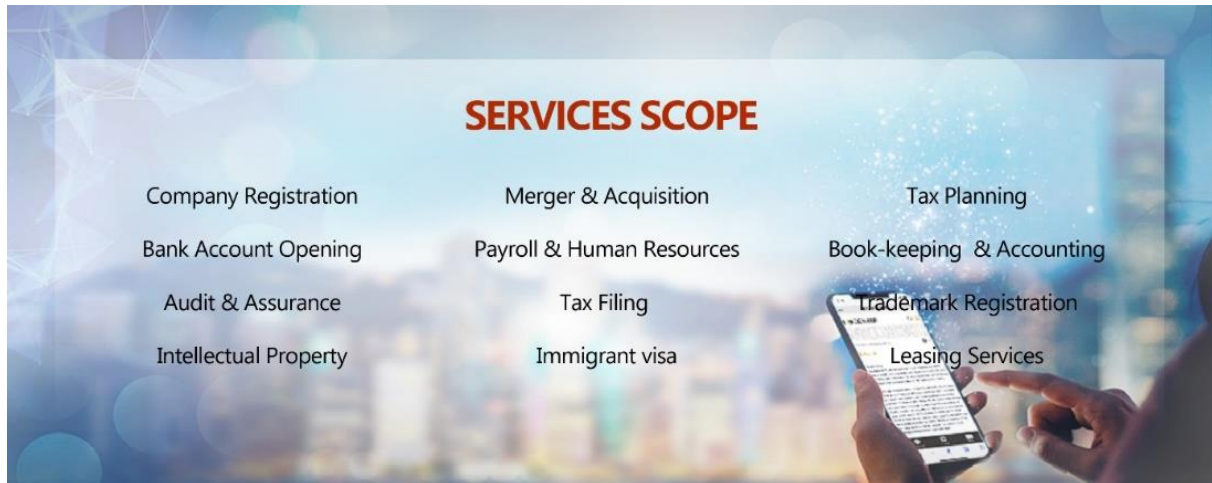 SERVICES SCOPE
Company Registration
Merger & Acquisition
Tax Planning
Bank Account Opening
Payroll & Human Resources
Book-keeping & Accounting
Audit & Assurance
Tax Filing
Trademark Registration
Intellectual Property
Immigrant visa
Leasing Services